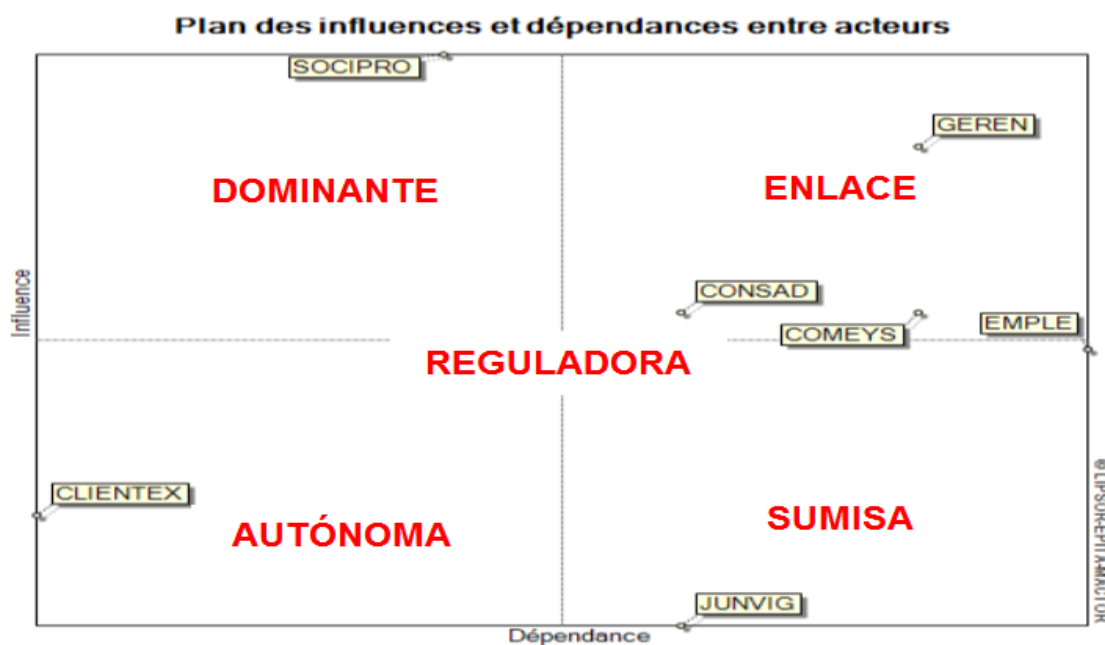 Plan des influences et dépendances entre acteurs
SOCIPRO
GEREN
DOMINANTE
ENLACE
Influence
CONSAD
COMEYS
EMPLE
REGULADORA
CLIENTEX
AUTÓNOMA
SUMISA
JUNVIG
Dépendance
© LIPSOR-EPITA-MACTOR